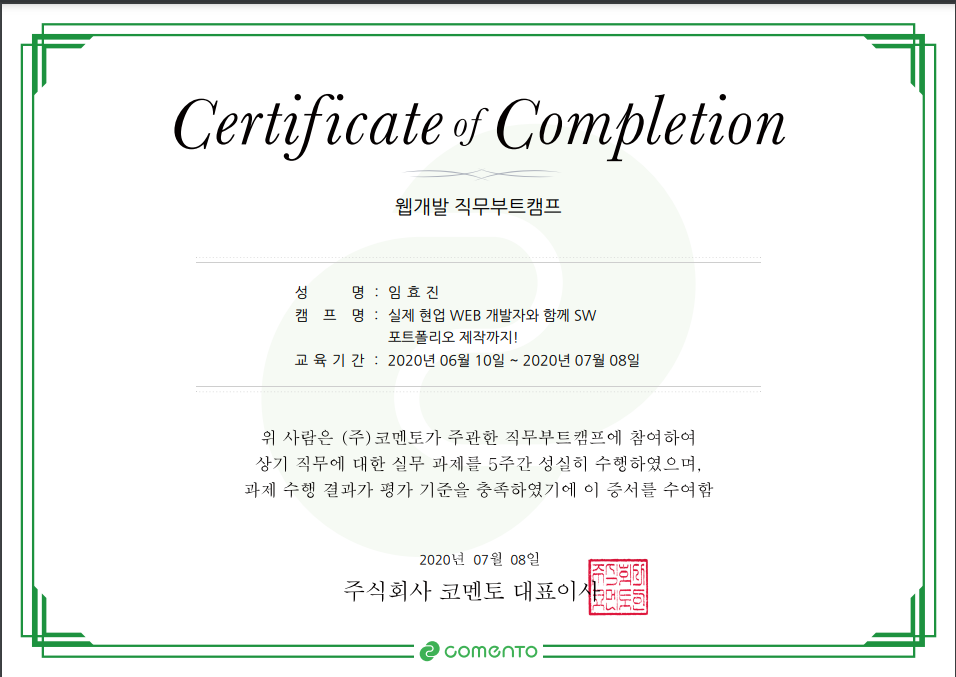 Certificate of Completion
웹개발 직무부트캠프
성 명 : 임 효 진
캠 프 명 : 실제 현업 WEB 개발자와 함께 SW
포트폴리오 제작까지!
교 육 기 간 : 2020년 06월 10일 ~ 2020년 07월 08일
위 사람은 (주)코멘토가 주관한 직무부트캠프에 참여하여
상기 직무에 대한 실무 과제를 5주간 성실히 수행하였으며,
과제 수행 결과가 평가 기준을 충족하였기에 이 증서를 수여함
2020년 07월 08일
주식회사 코멘토 대표이사
comento